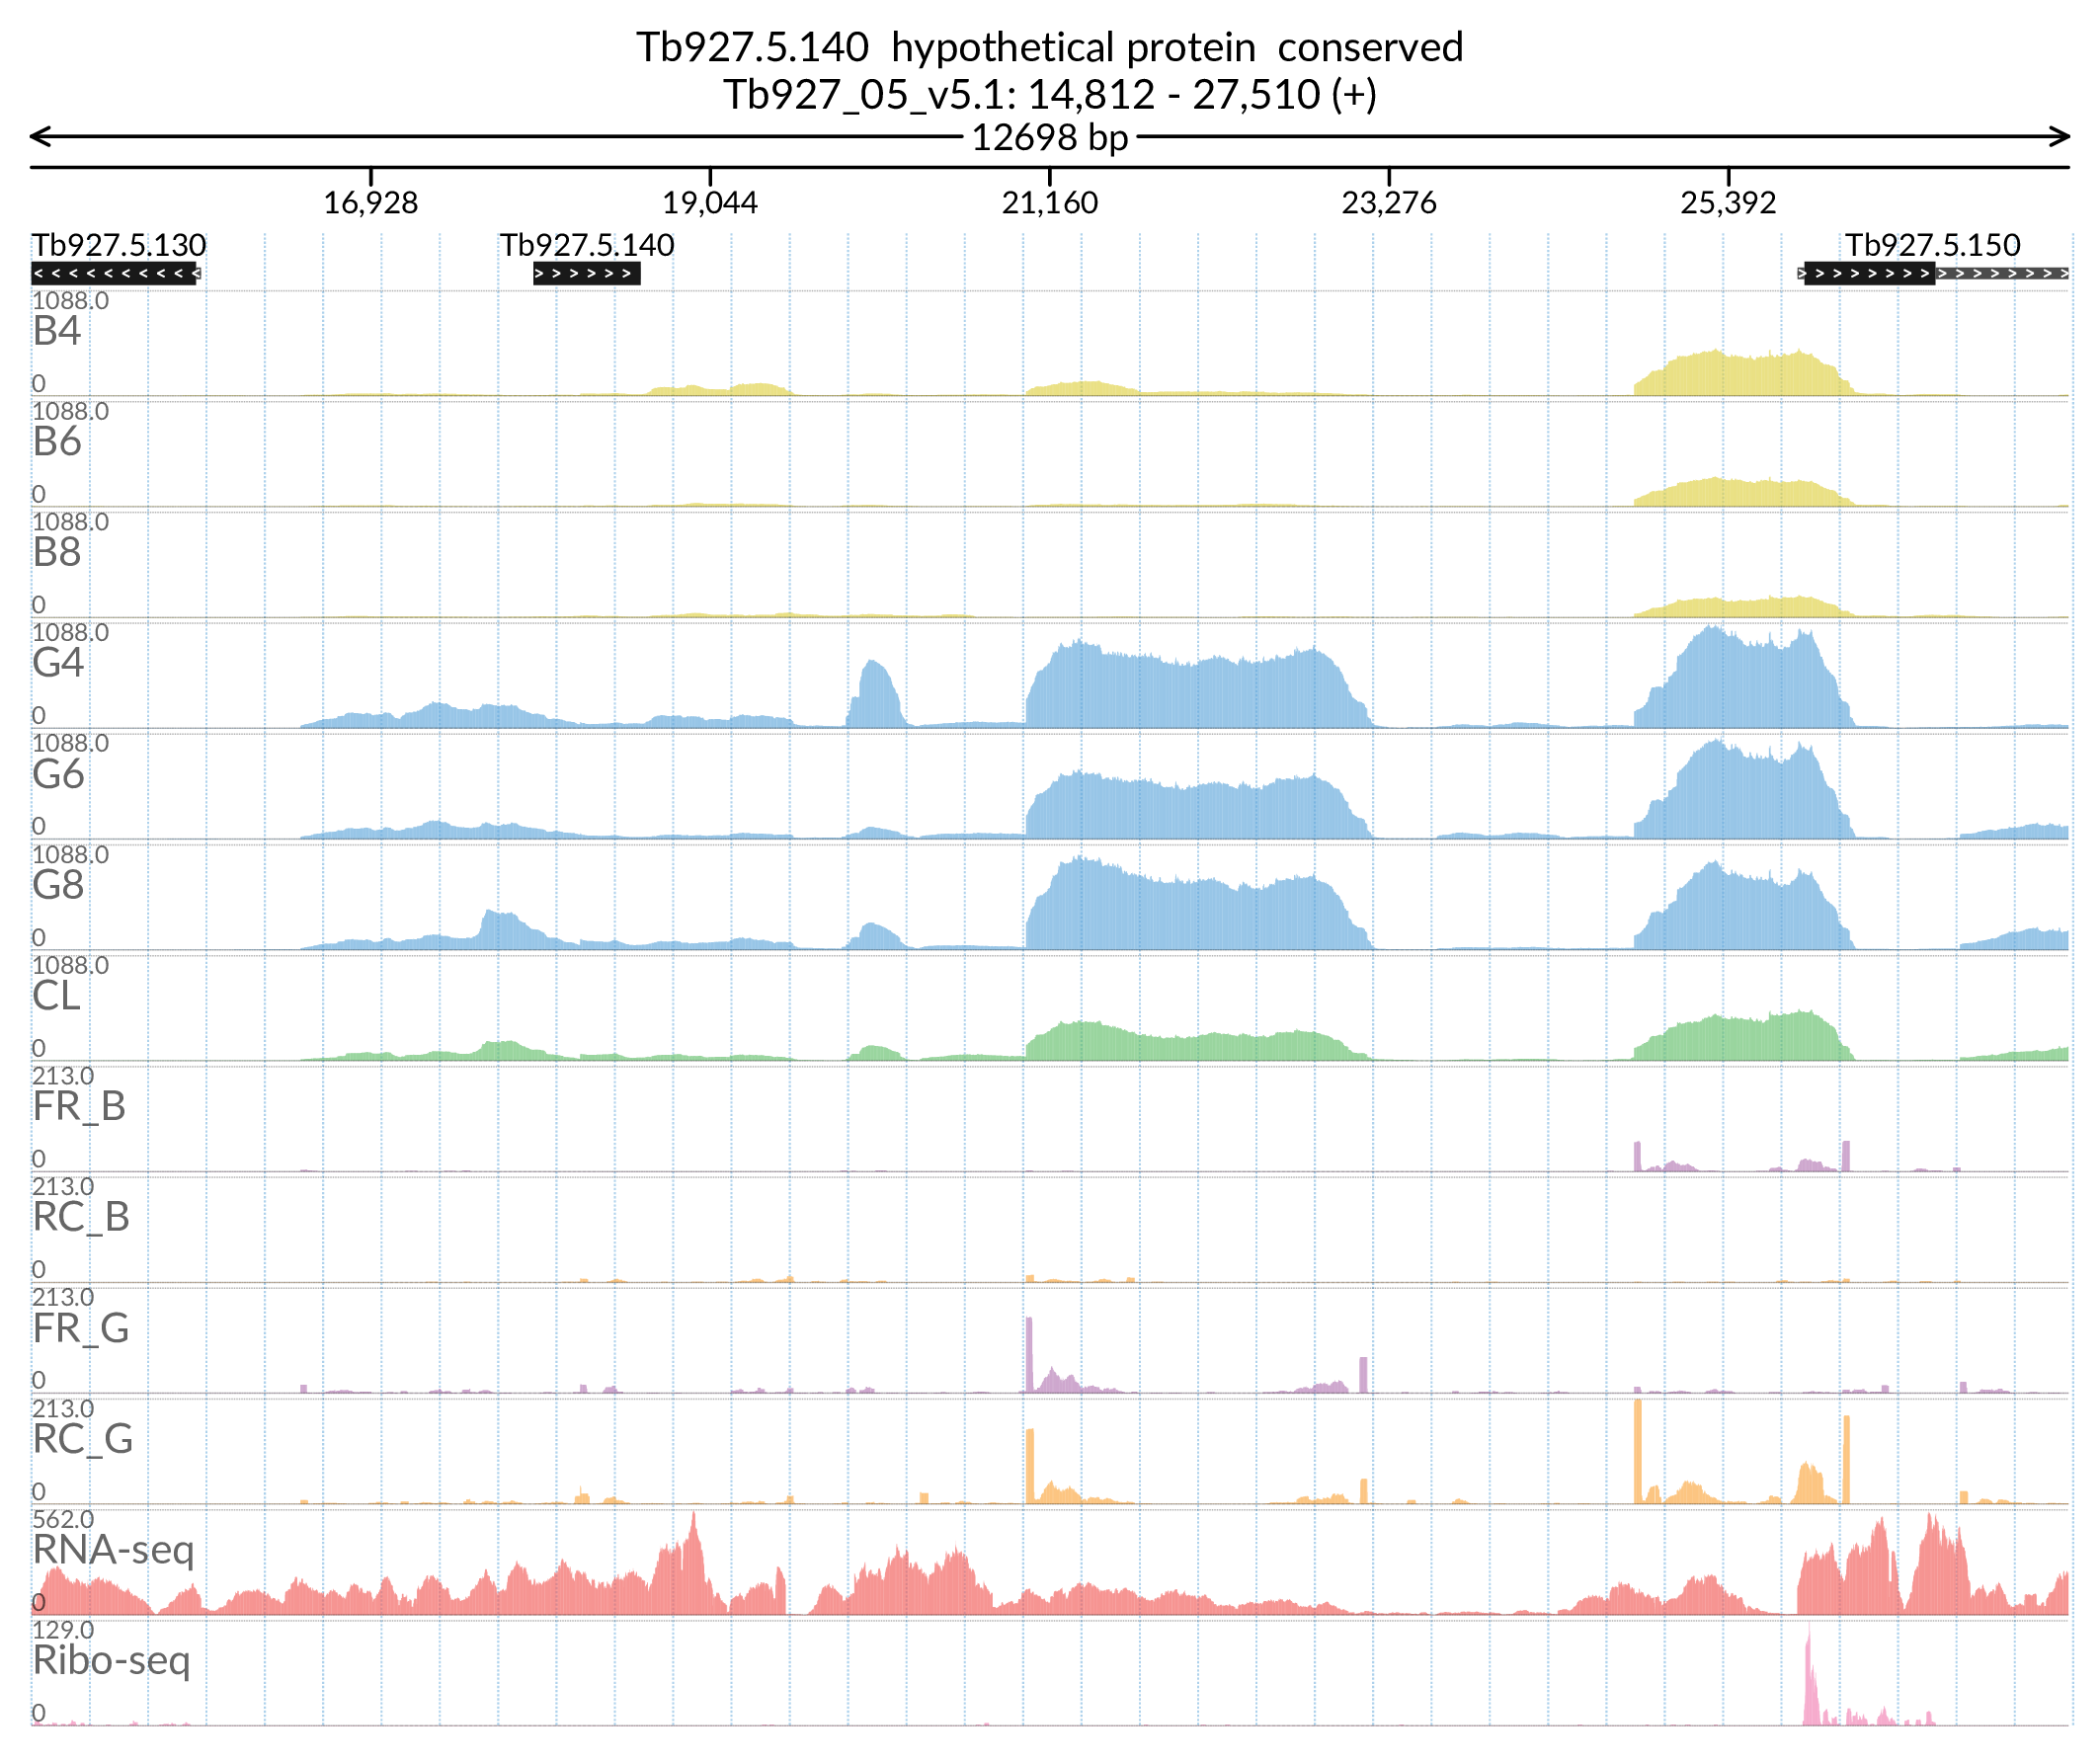 Tb927.5.140 hypothetical protein conserved
Tb927_05_v5.1: 14,812 - 27,510 (+)
12698 bp
16,928 19,044 21,160 23,276 25,392
Tb927.5.130 Tb927.5.140 Tb927.5.150
1088.0
B4
0
1088.0
B6
0
1088.0
B8
0
1088.0
G4
0
1088.0
G6
0
1088.0
G8
0
1088.0
CL
0
213.0
FR_B
0
213.0
RC_B
0
213.0
FR_G
0
213.0
RC_G
0
562.0
RNA-seq
0
129.0
Ribo-seq
0